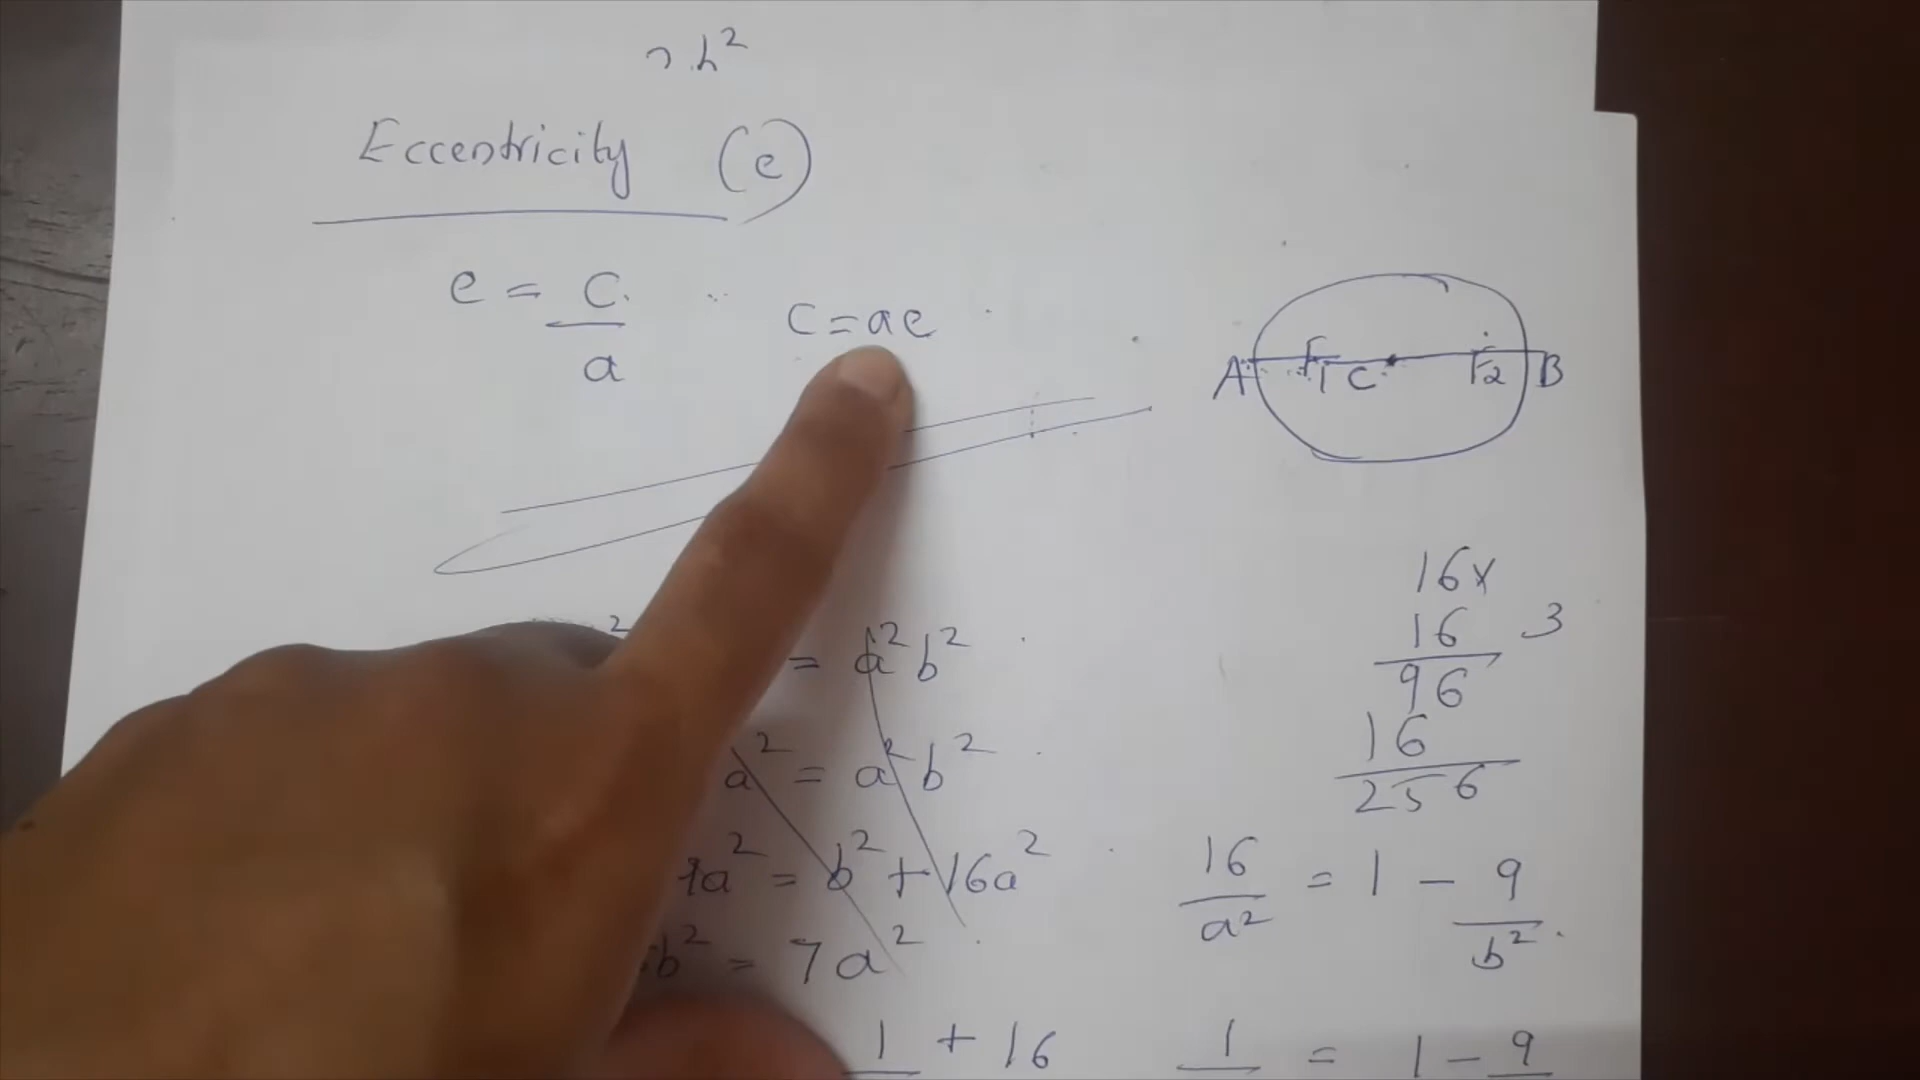 Eccentricity (e)
e = c/a
c = ae
A F1 C F2 B
= a²b²
a² = a²b²
a² = b² + 16a²
b² = 7a²
1 + 16
16 ×
16 3
96
16
256
16/a² = 1 − 9/b²
1 = 1 − 9